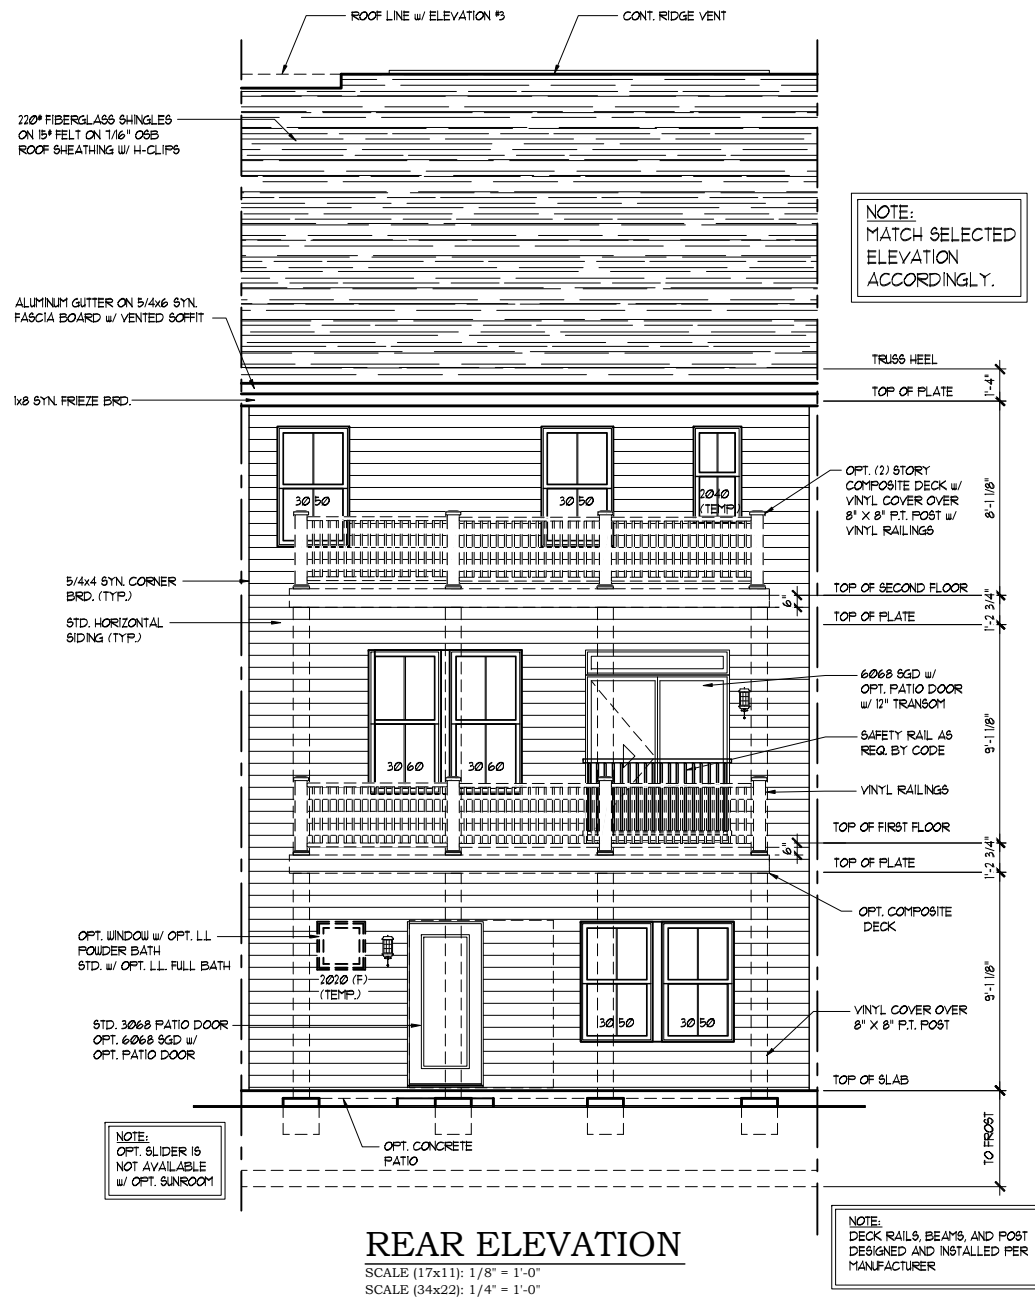 ROOF LINE w/ ELEVATION #3
CONT. RIDGE VENT
220# FIBERGLASS SHINGLES
ON 15# FELT ON 7/16" OSB
ROOF SHEATHING W/ H-CLIPS
NOTE:
MATCH SELECTED
ELEVATION
ACCORDINGLY.
ALUMINUM GUTTER ON 5/4x6 SYN.
FASCIA BOARD w/ VENTED SOFFIT
TRUSS HEEL
1'-4"
TOP OF PLATE
1x8 SYN. FRIEZE BRD.
OPT. (2) STORY
COMPOSITE DECK w/
VINYL COVER OVER
8" X 8" P.T. POST w/
VINYL RAILINGS
8'-1 1/8"
30 50
30 50
2040
(TEMP.)
5/4x4 SYN. CORNER
BRD. (TYP.)
TOP OF SECOND FLOOR
6"
1'-2 3/4"
TOP OF PLATE
STD. HORIZONTAL
SIDING (TYP.)
6068 SGD w/
OPT. PATIO DOOR
w/ 12" TRANSOM
9'-1 1/8"
SAFETY RAIL AS
REQ. BY CODE
30 60
30 60
VINYL RAILINGS
TOP OF FIRST FLOOR
6"
1'-2 3/4"
TOP OF PLATE
OPT. COMPOSITE
DECK
OPT. WINDOW w/ OPT. LL
POWDER BATH
STD. w/ OPT. LL. FULL BATH
2020 (F)
(TEMP.)
9'-1 1/8"
30 50
30 50
VINYL COVER OVER
8" X 8" P.T. POST
STD. 3068 PATIO DOOR
OPT. 6068 SGD w/
OPT. PATIO DOOR
TOP OF SLAB
TO FROST
NOTE:
OPT. SLIDER IS
NOT AVAILABLE
w/ OPT. SUNROOM
OPT. CONCRETE
PATIO
NOTE:
DECK RAILS, BEAMS, AND POST
DESIGNED AND INSTALLED PER
MANUFACTURER
REAR ELEVATION
SCALE (17x11): 1/8" = 1'-0"
SCALE (34x22): 1/4" = 1'-0"